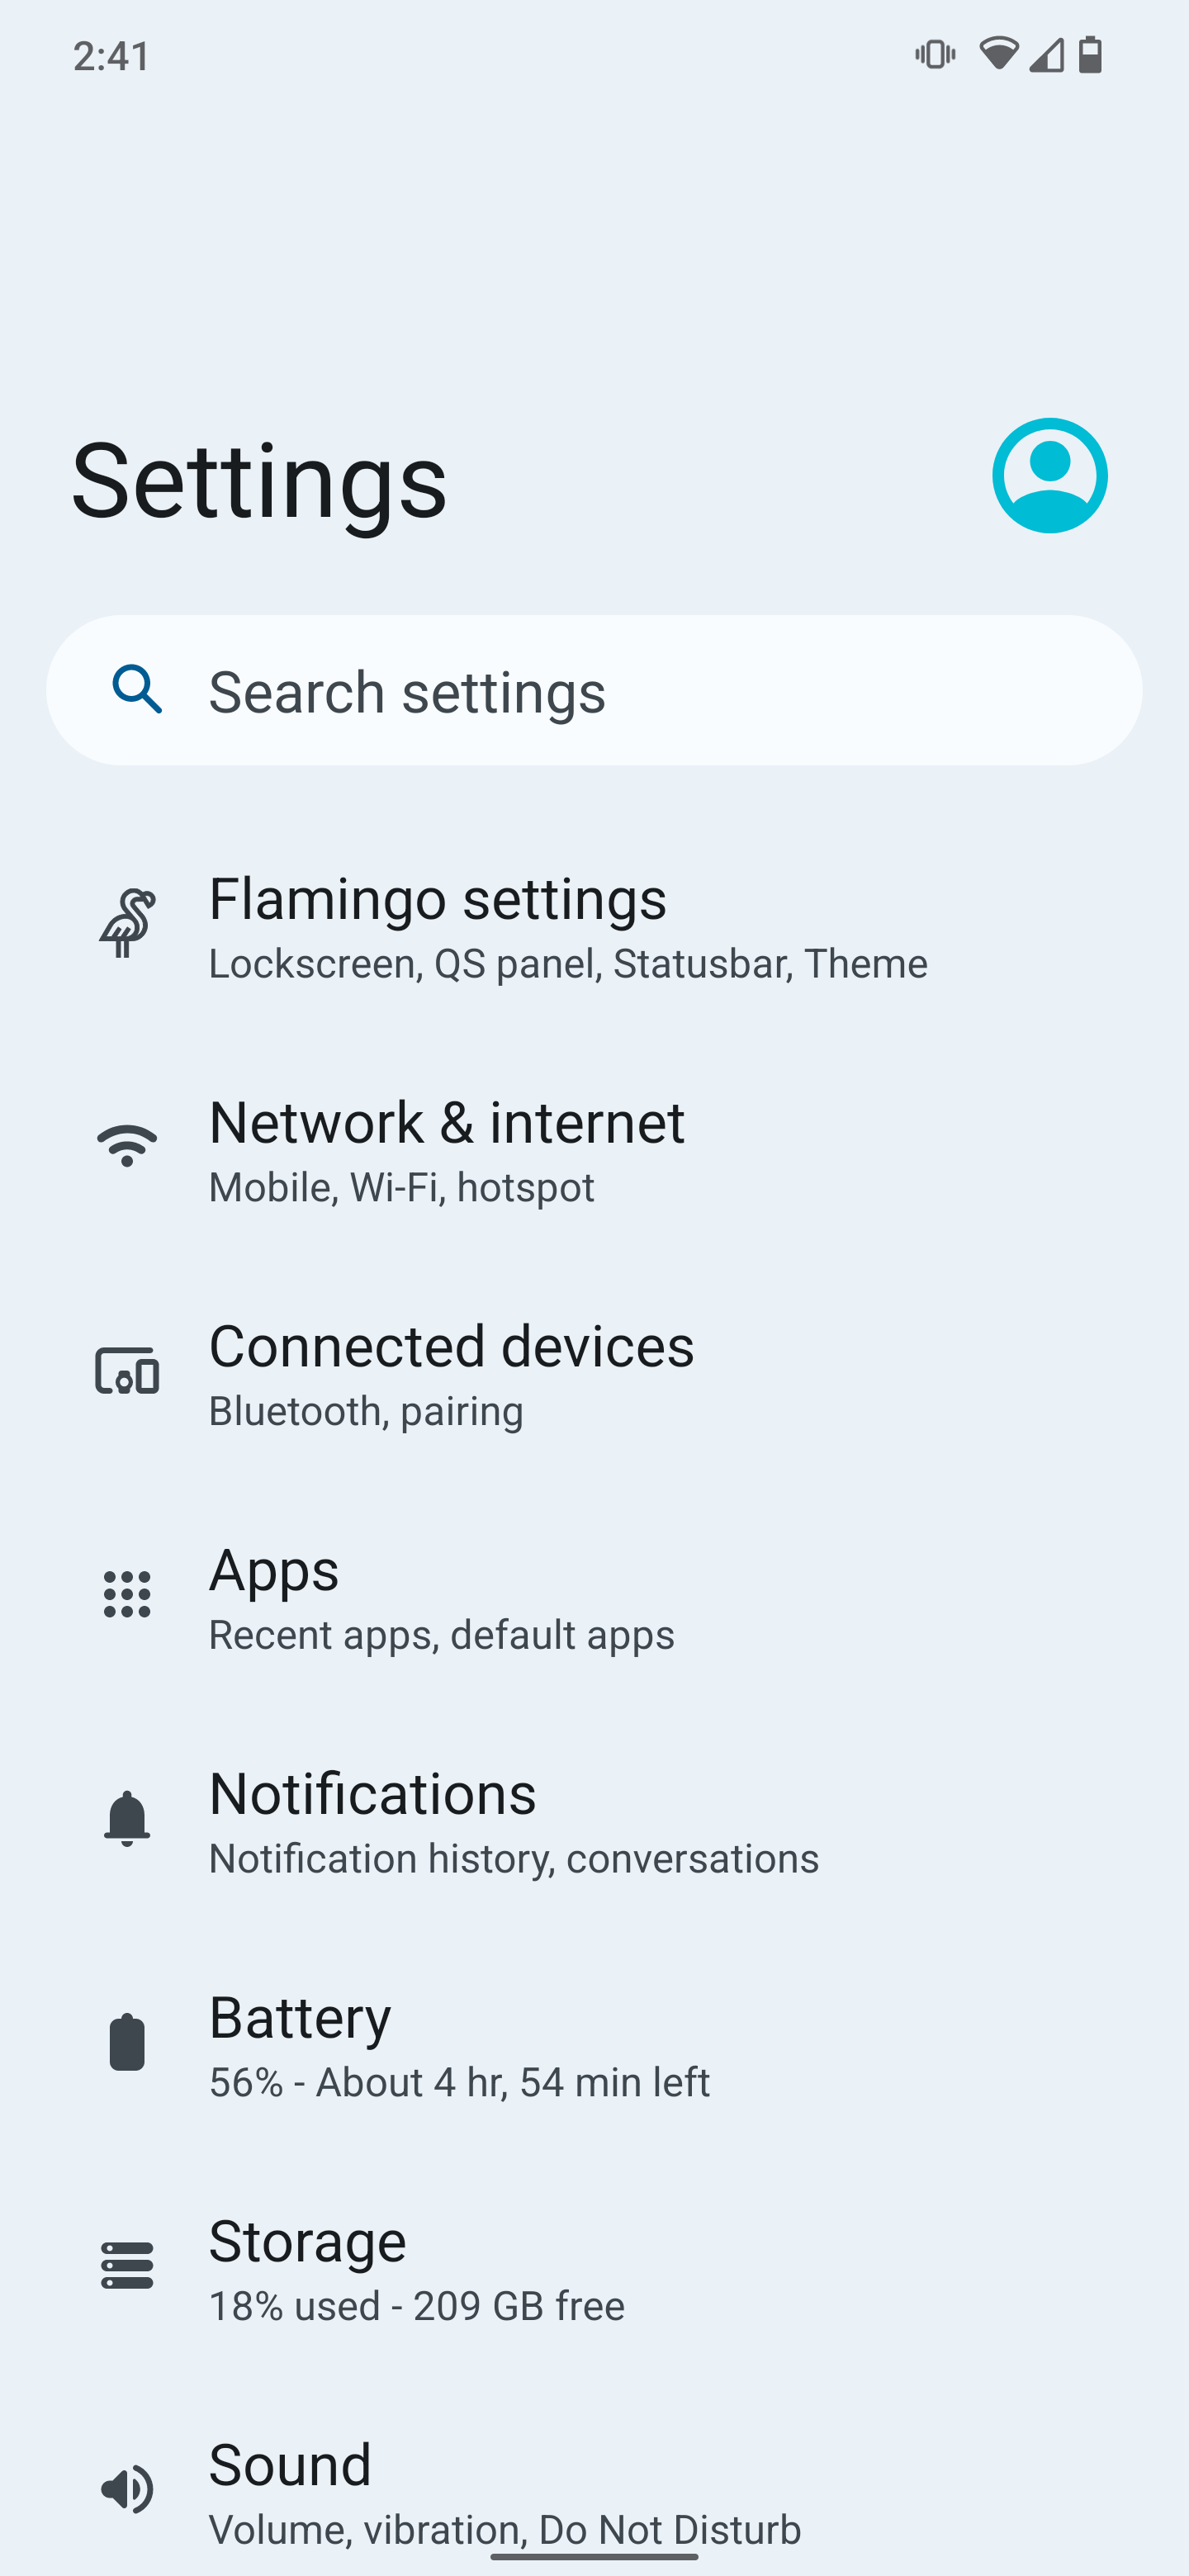 2:41
Settings
Search settings
Flamingo settings
Lockscreen, QS panel, Statusbar, Theme
Network & internet
Mobile, Wi-Fi, hotspot
Connected devices
Bluetooth, pairing
Apps
Recent apps, default apps
Notifications
Notification history, conversations
Battery
56% - About 4 hr, 54 min left
Storage
18% used - 209 GB free
Sound
Volume, vibration, Do Not Disturb